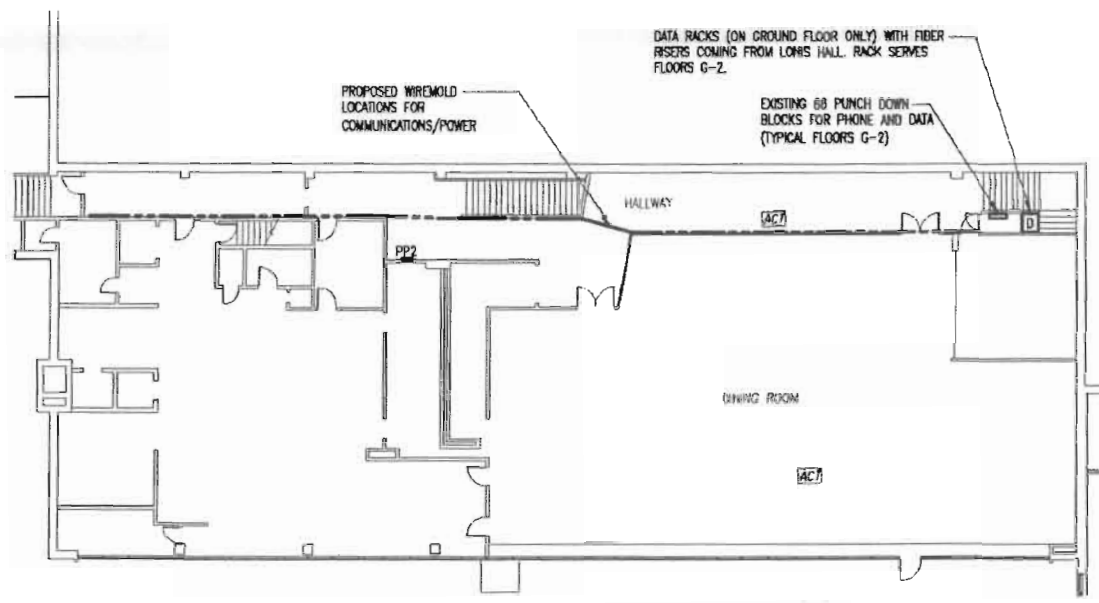 DATA RACKS (ON GROUND FLOOR ONLY) WITH FIBER
RISERS COMING FROM LOHIS HALL. RACK SERVES
FLOORS G-2.
PROPOSED WIREMOLD
LOCATIONS FOR
COMMUNICATIONS/POWER
EXISTING 66 PUNCH DOWN
BLOCKS FOR PHONE AND DATA
(TYPICAL FLOORS G-2)
HALLWAY
ACT
D
PP2
DINING ROOM
ACT